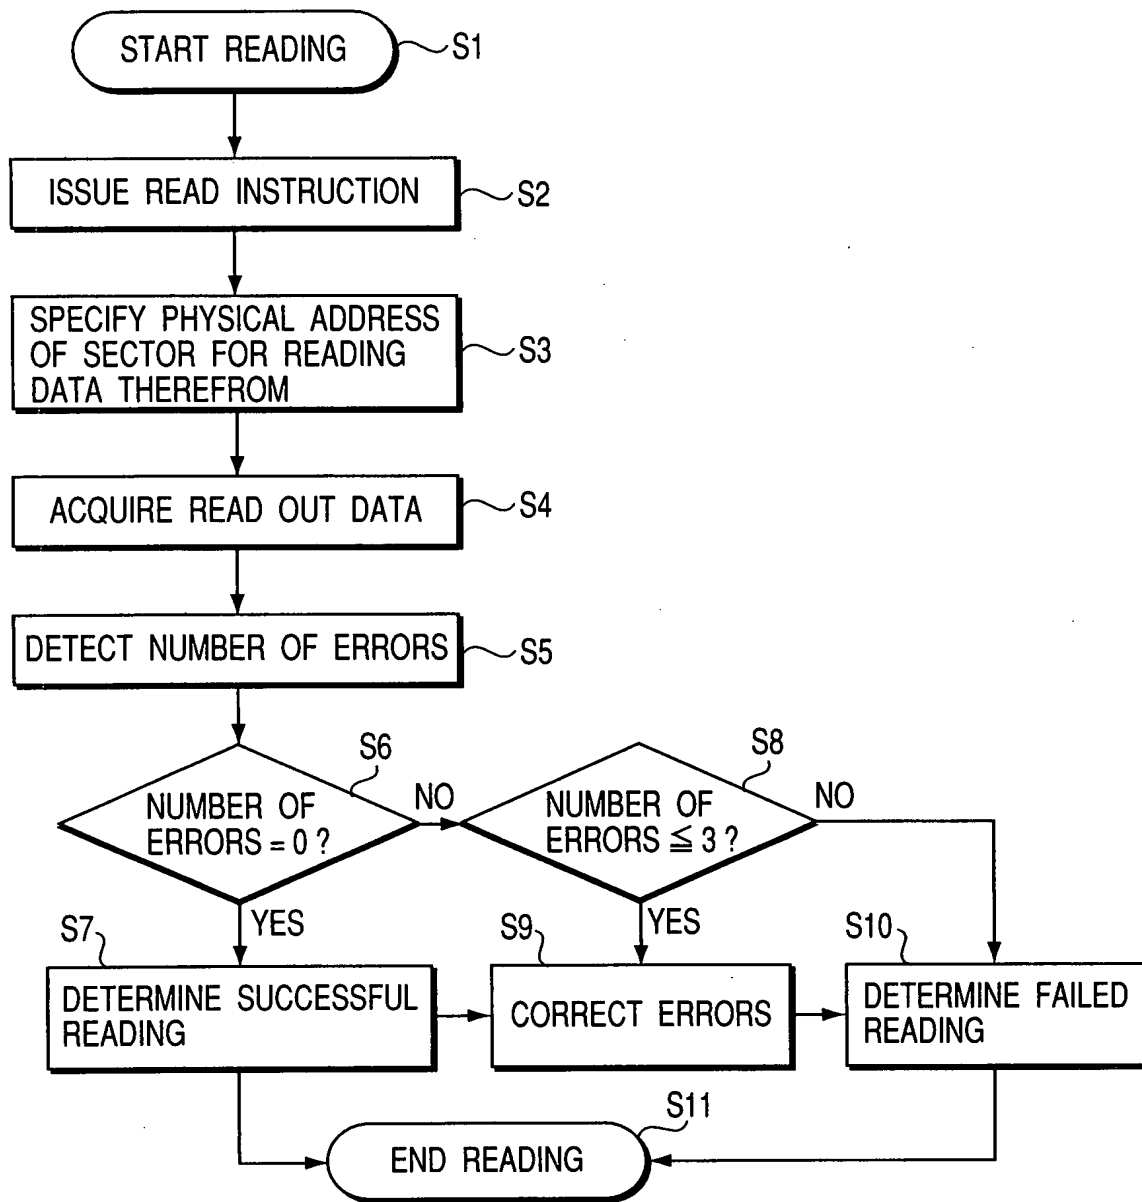 START READING
S1
ISSUE READ INSTRUCTION
S2
SPECIFY PHYSICAL ADDRESS
OF SECTOR FOR READING
DATA THEREFROM
S3
ACQUIRE READ OUT DATA
S4
DETECT NUMBER OF ERRORS
S5
S6
NUMBER OF
ERRORS = 0 ?
NO
YES
S8
NUMBER OF
ERRORS ≦ 3 ?
NO
YES
S7
DETERMINE SUCCESSFUL
READING
S9
CORRECT ERRORS
S10
DETERMINE FAILED
READING
S11
END READING